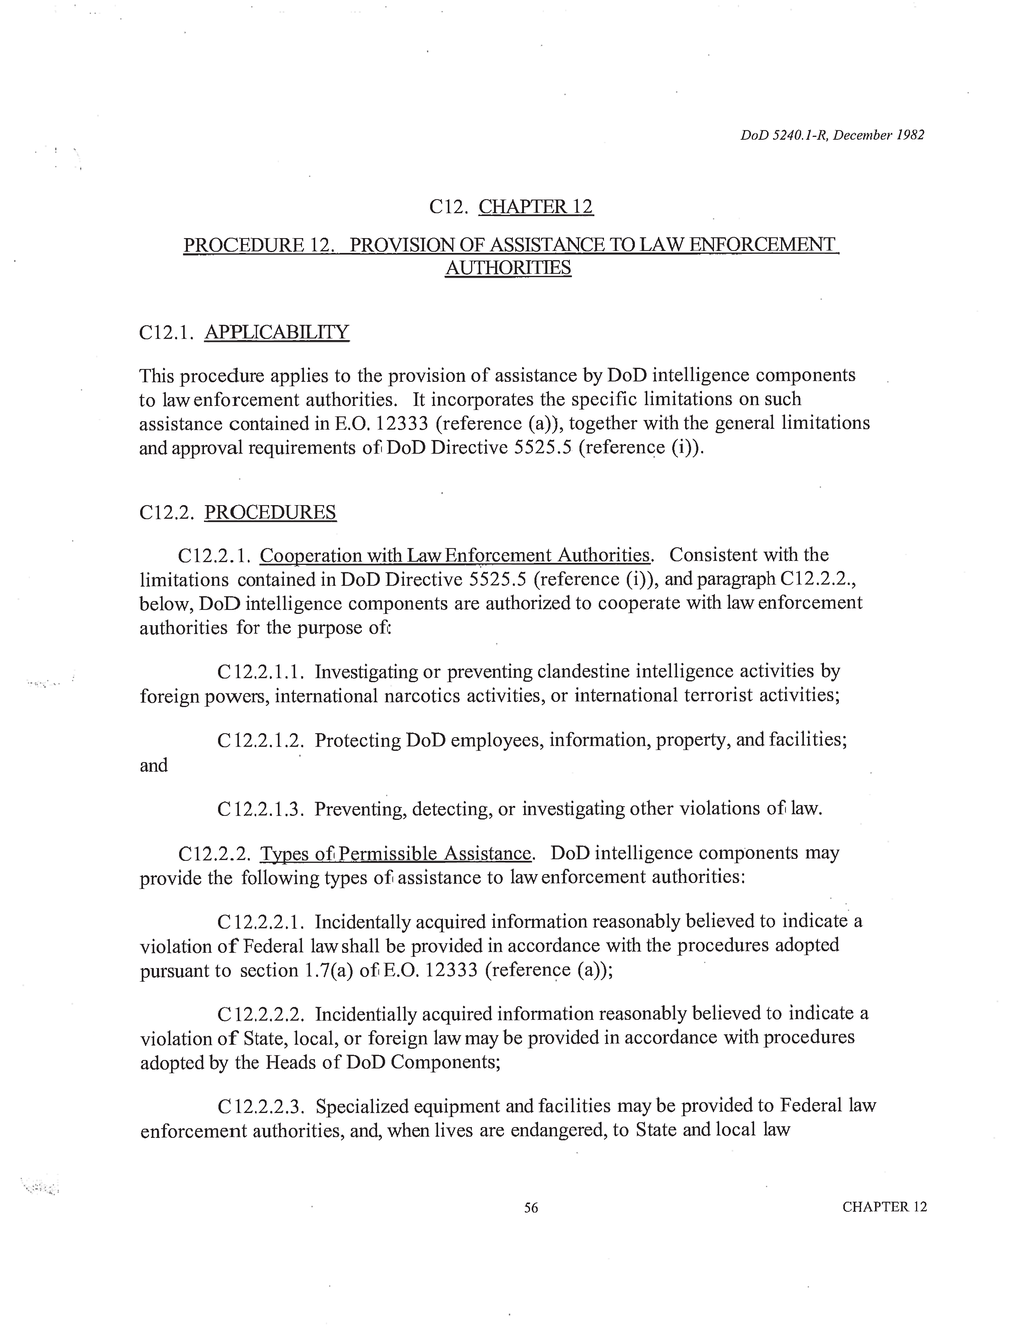 DoD 5240.1-R, December 1982
C12. CHAPTER 12
PROCEDURE 12. PROVISION OF ASSISTANCE TO LAW ENFORCEMENT
AUTHORITIES
C12.1. APPLICABILITY
This procedure applies to the provision of assistance by DoD intelligence components
to law enforcement authorities. It incorporates the specific limitations on such
assistance contained in E.O. 12333 (reference (a)), together with the general limitations
and approval requirements of DoD Directive 5525.5 (reference (i)).
C12.2. PROCEDURES
C12.2.1. Cooperation with Law Enforcement Authorities. Consistent with the
limitations contained in DoD Directive 5525.5 (reference (i)), and paragraph C12.2.2.,
below, DoD intelligence components are authorized to cooperate with law enforcement
authorities for the purpose of:
C12.2.1.1. Investigating or preventing clandestine intelligence activities by
foreign powers, international narcotics activities, or international terrorist activities;
C12.2.1.2. Protecting DoD employees, information, property, and facilities;
and
C12.2.1.3. Preventing, detecting, or investigating other violations of law.
C12.2.2. Types of Permissible Assistance. DoD intelligence components may
provide the following types of assistance to law enforcement authorities:
C12.2.2.1. Incidentally acquired information reasonably believed to indicate a
violation of Federal law shall be provided in accordance with the procedures adopted
pursuant to section 1.7(a) of E.O. 12333 (reference (a));
C12.2.2.2. Incidentially acquired information reasonably believed to indicate a
violation of State, local, or foreign law may be provided in accordance with procedures
adopted by the Heads of DoD Components;
C12.2.2.3. Specialized equipment and facilities may be provided to Federal law
enforcement authorities, and, when lives are endangered, to State and local law
56
CHAPTER 12